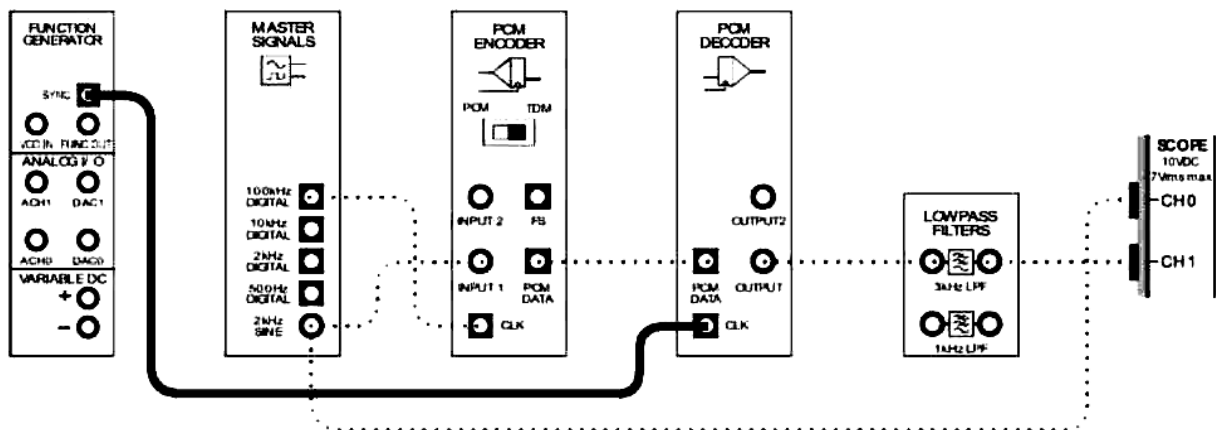 FUNCTION
GENERATOR
SYNC
VCO IN FUNC OUT
ANALOG I/O
ACH1 DAC1
ACH0 DAC0
VARIABLE DC
+
−
MASTER
SIGNALS
100kHz
DIGITAL
10kHz
DIGITAL
2kHz
DIGITAL
500Hz
DIGITAL
2kHz
SINE
PCM
ENCODER
PCM TDM
INPUT 2 FS
INPUT 1 PCM
DATA
CLK
PCM
DECODER
OUTPUT2
PCM
DATA
OUTPUT
CLK
LOWPASS
FILTERS
3kHz LPF
1kHz LPF
SCOPE
10VDC
7Vrms max
CH0
CH1